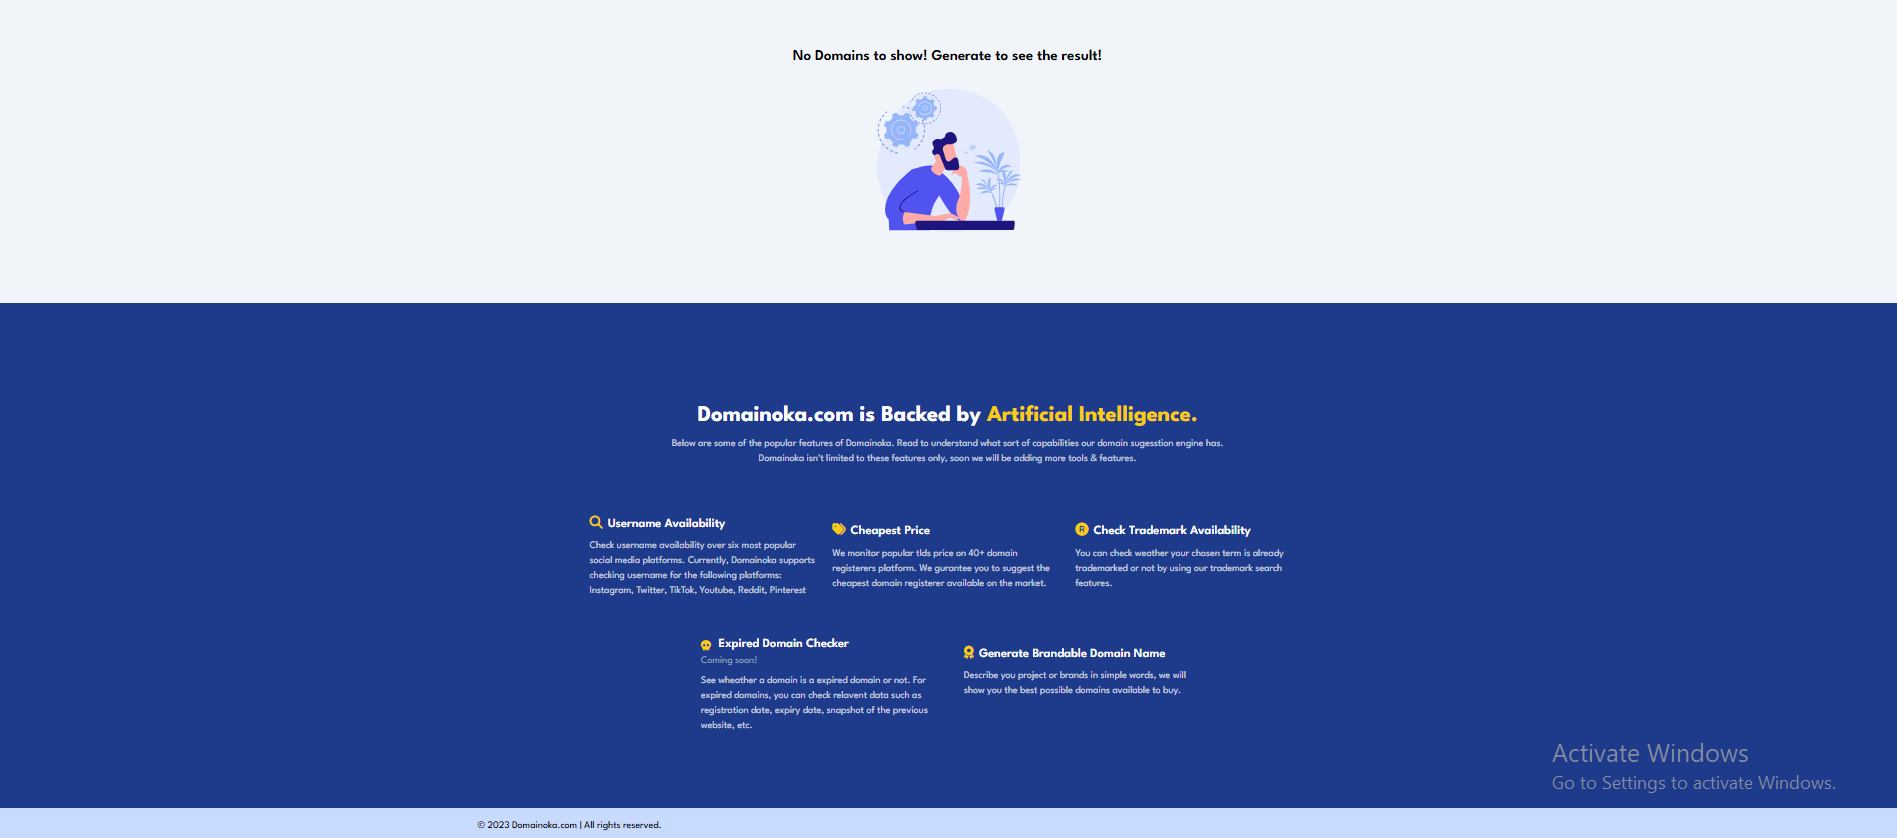 No Domains to show! Generate to see the result!
Domainoka.com is Backed by Artificial Intelligence.
Below are some of the popular features of Domainoka. Read to understand what sort of capabilities our domain sugesstion engine has.
Domainoka isn't limited to these features only, soon we will be adding more tools & features.
Username Availability
Check username availability over six most popular
social media platforms. Currently, Domainoka supports
checking username for the following platforms:
Instagram, Twitter, TikTok, Youtube, Reddit, Pinterest
Cheapest Price
We monitor popular tlds price on 40+ domain
registerers platform. We gurantee you to suggest the
cheapest domain registerer available on the market.
R Check Trademark Availability
You can check weather your chosen term is already
trademarked or not by using our trademark search
features.
Expired Domain Checker
Coming soon!
See wheather a domain is a expired domain or not. For
expired domains, you can check relavent data such as
registration date, expiry date, snapshot of the previous
website, etc.
Generate Brandable Domain Name
Describe you project or brands in simple words, we will
show you the best possible domains available to buy.
Activate Windows
Go to Settings to activate Windows.
© 2023 Domainoka.com | All rights reserved.